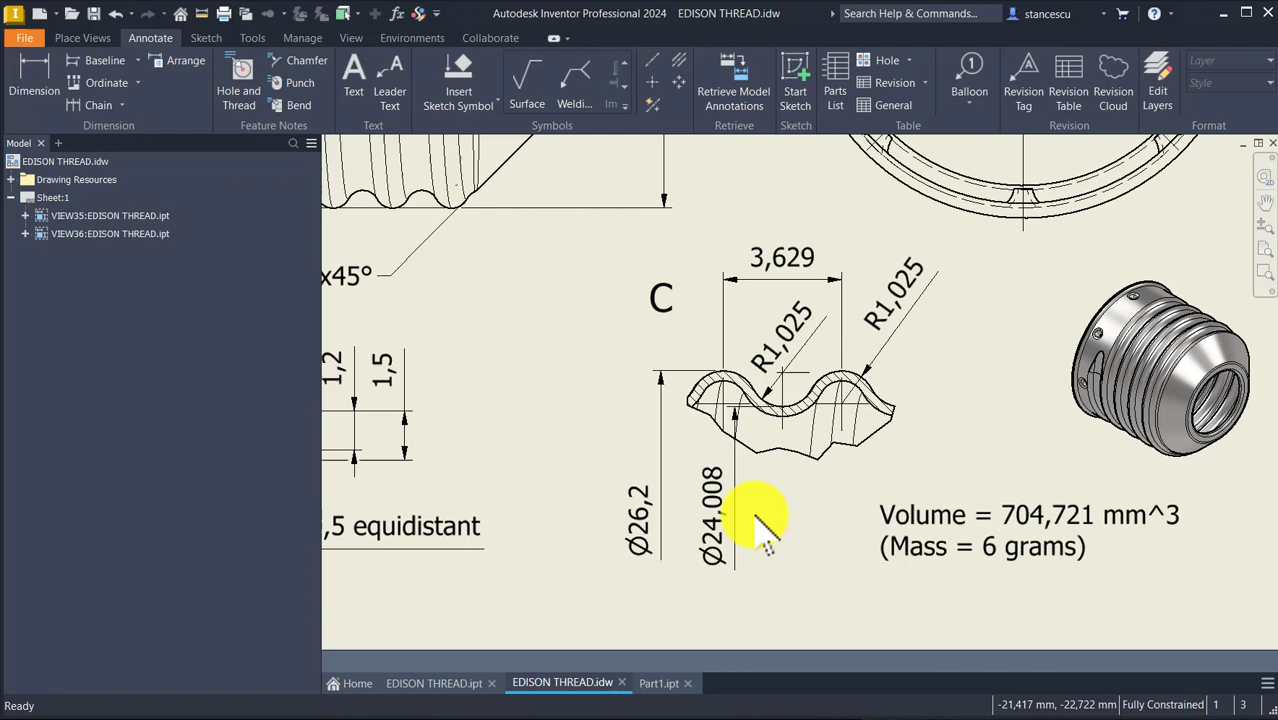 Autodesk Inventor Professional 2024 EDISON THREAD.idw
Search Help & Commands...
stancescu
File Place Views Annotate Sketch Tools Manage View Environments Collaborate
Dimension
Baseline
Ordinate
Chain
Arrange
Dimension
Hole and Thread
Chamfer
Punch
Bend
Feature Notes
Text
Leader Text
Text
Insert Sketch Symbol
Surface
Weldi...
Im
Symbols
Retrieve Model Annotations
Retrieve
Start Sketch
Sketch
Parts List
Hole
Revision
General
Table
Balloon
Revision Tag
Revision Table
Revision Cloud
Revision
Edit Layers
Layer
Style
Format
Model
EDISON THREAD.idw
Drawing Resources
Sheet:1
VIEW35:EDISON THREAD.ipt
VIEW36:EDISON THREAD.ipt
x45°
C
3,629
R1,025
R1,025
1,2
1,5
Ø26,2
Ø24,008
,5 equidistant
Volume = 704,721 mm^3
(Mass = 6 grams)
Home EDISON THREAD.ipt EDISON THREAD.idw Part1.ipt
Ready
-21,417 mm, -22,722 mm Fully Constrained 1 3